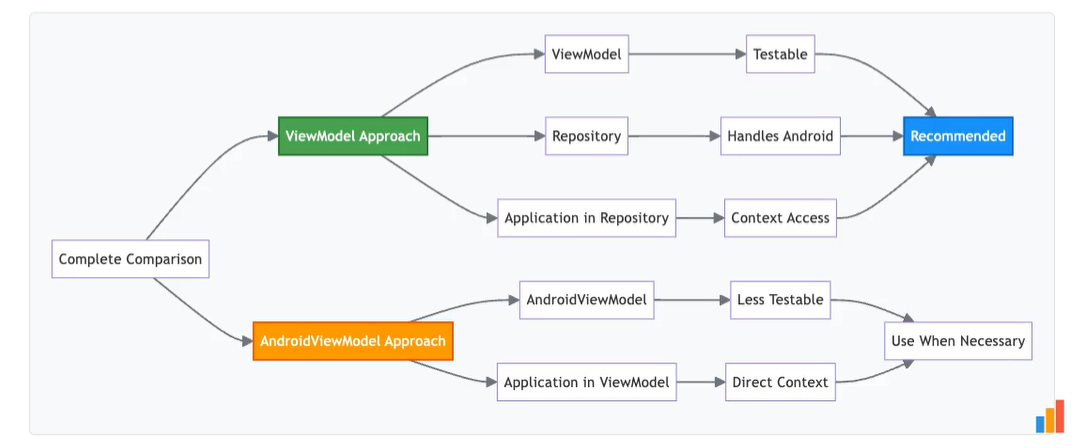 ViewModel
Testable
ViewModel Approach
Repository
Handles Android
Recommended
Application in Repository
Context Access
Complete Comparison
AndroidViewModel
Less Testable
AndroidViewModel Approach
Use When Necessary
Application in ViewModel
Direct Context